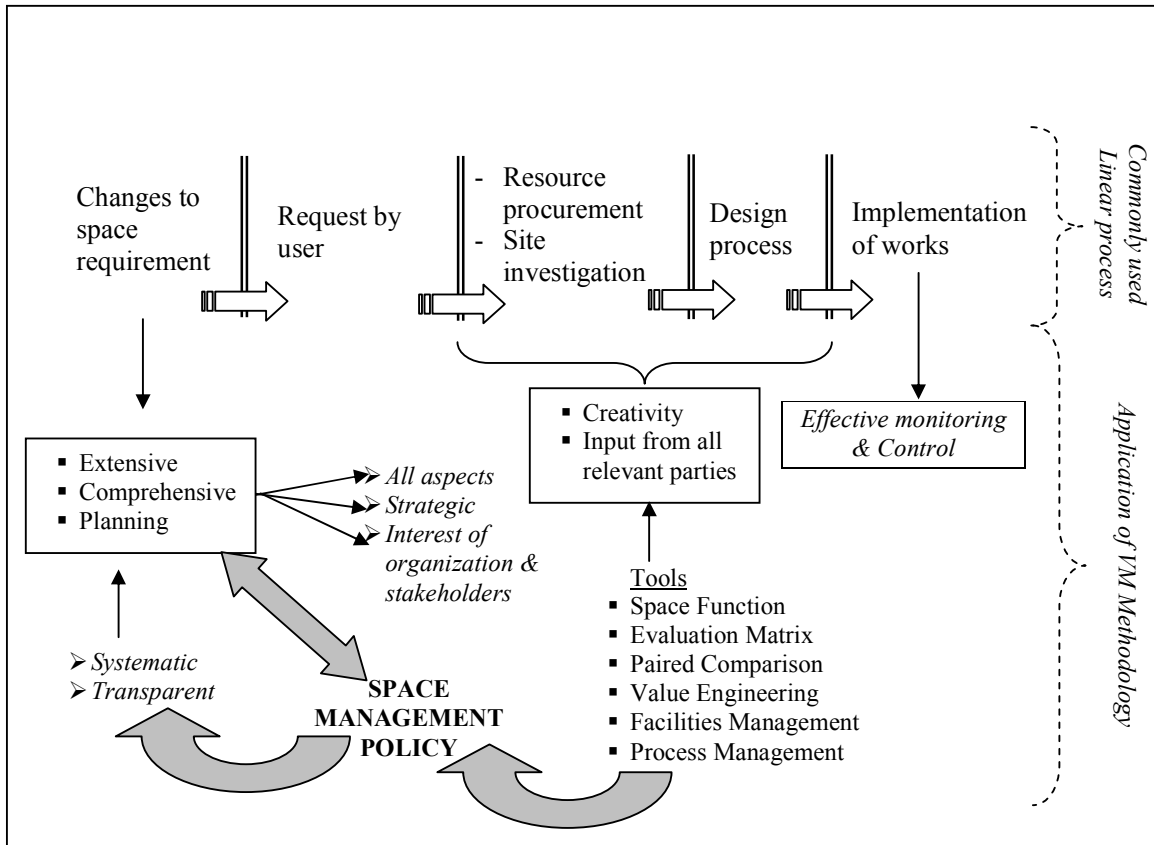 Changes to
space
requirement
Request by
user
- Resource
procurement
- Site
investigation
Design
process
Implementation
of works
Commonly used
Linear process
▪ Extensive
▪ Comprehensive
▪ Planning
➢ All aspects
➢ Strategic
➢ Interest of
organization &
stakeholders
▪ Creativity
▪ Input from all
relevant parties
Effective monitoring
& Control
Application of VM Methodology
➢ Systematic
➢ Transparent
SPACE
MANAGEMENT
POLICY
Tools
▪ Space Function
▪ Evaluation Matrix
▪ Paired Comparison
▪ Value Engineering
▪ Facilities Management
▪ Process Management